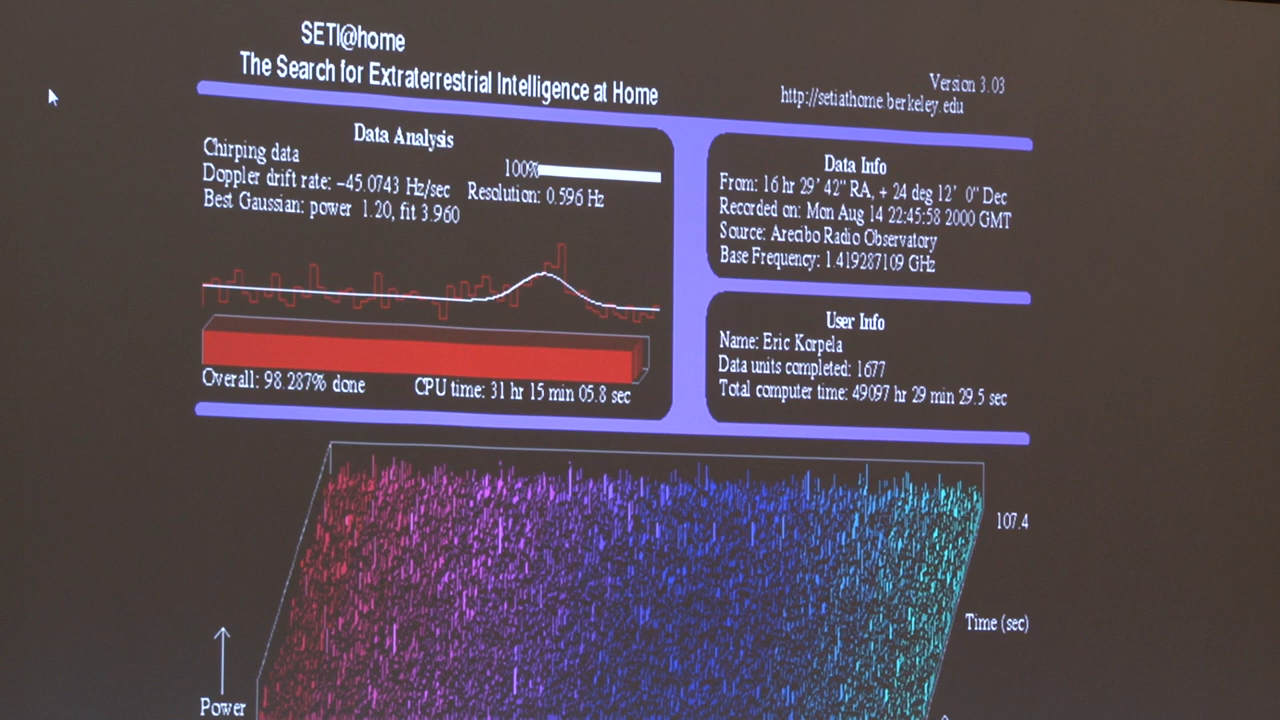 SETI@home
The Search for Extraterrestrial Intelligence at Home
Version 3.03
http://setiathome.berkeley.edu
Data Analysis
Chirping data
100%
Doppler drift rate: -45.0743 Hz/sec Resolution: 0.596 Hz
Best Gaussian: power 1.20, fit 3.960
Overall: 98.287% done CPU time: 31 hr 15 min 05.8 sec
Data Info
From: 16 hr 29' 42" RA, + 24 deg 12' 0" Dec
Recorded on: Mon Aug 14 22:45:58 2000 GMT
Source: Arecibo Radio Observatory
Base Frequency: 1.419287109 GHz
User Info
Name: Eric Korpela
Data units completed: 1677
Total computer time: 49097 hr 29 min 29.5 sec
107.4
Time (sec)
Power